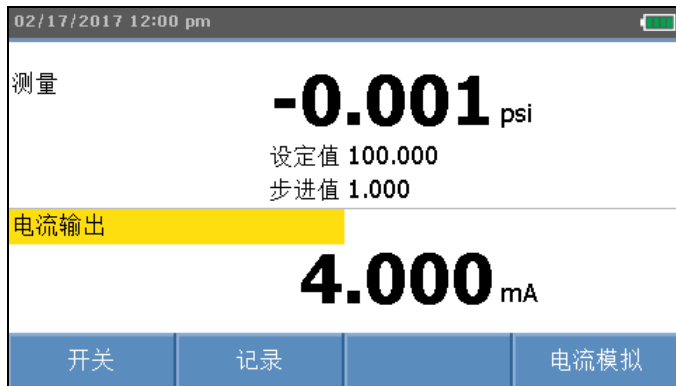 02/17/2017 12:00 pm
测量
-0.001 psi
设定值 100.000
步进值 1.000
电流输出
4.000 mA
开关 记录 电流模拟